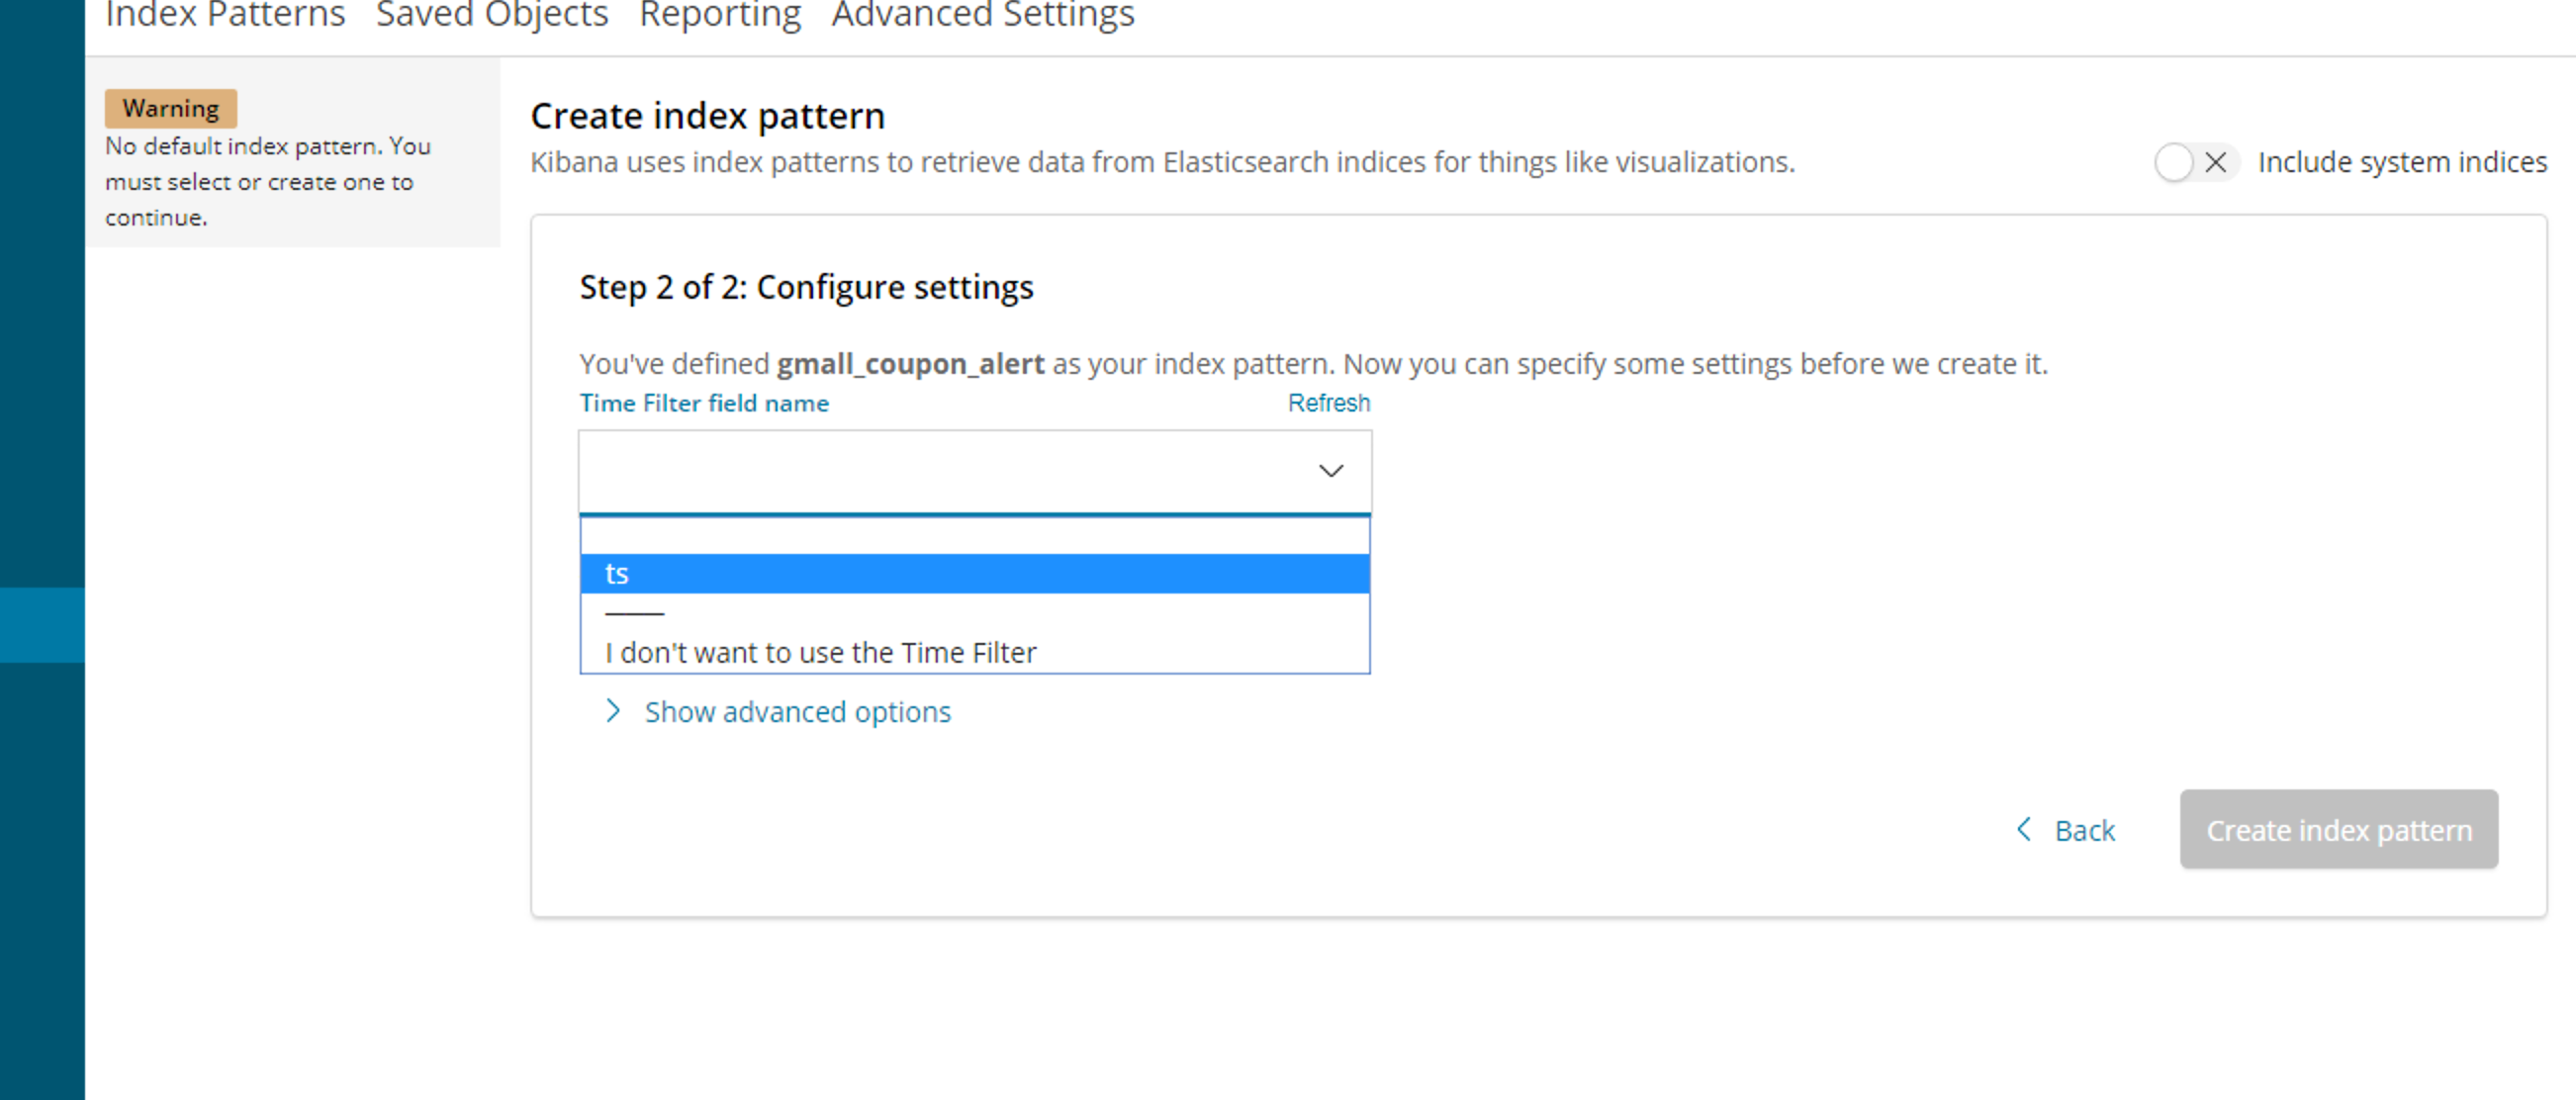 Index Patterns Saved Objects Reporting Advanced Settings
Warning
No default index pattern. You
must select or create one to
continue.
Create index pattern
Kibana uses index patterns to retrieve data from Elasticsearch indices for things like visualizations.
Include system indices
Step 2 of 2: Configure settings
You've defined gmall_coupon_alert as your index pattern. Now you can specify some settings before we create it.
Time Filter field name Refresh
ts
I don't want to use the Time Filter
Show advanced options
Back
Create index pattern